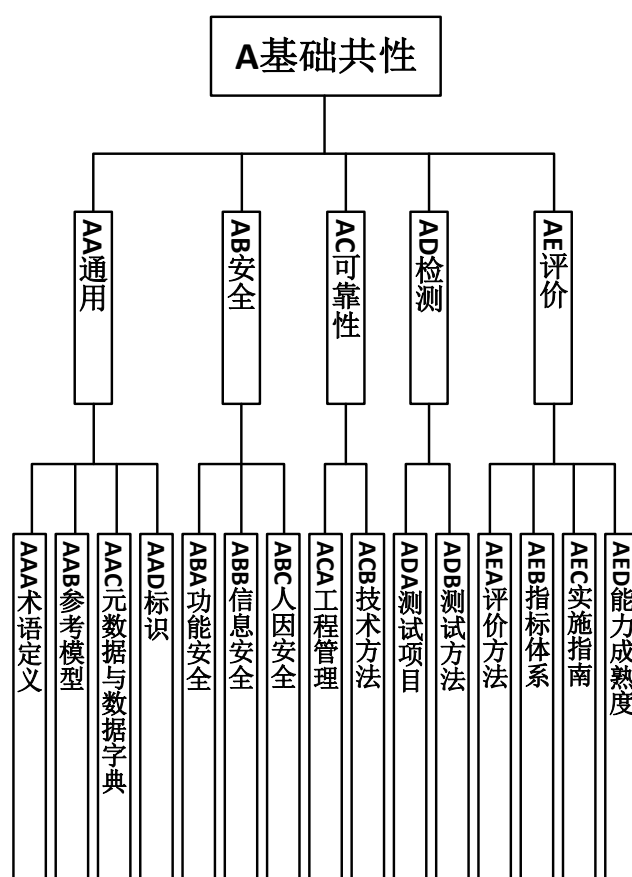 A基础共性
AA通用
AB安全
AC可靠性
AD检测
AE评价
AAA术语定义
AAB参考模型
AAC元数据与数据字典
AAD标识
ABA功能安全
ABB信息安全
ABC人因安全
ACA工程管理
ACB技术方法
ADA测试项目
ADB测试方法
AEA评价方法
AEB指标体系
AEC实施指南
AED能力成熟度